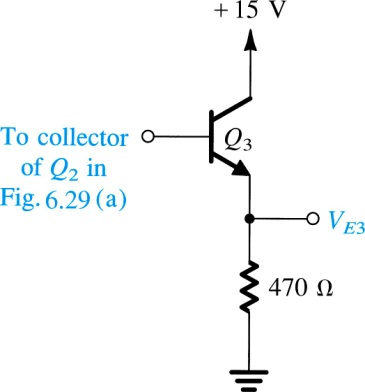 +15 V
To collector
of Q2 in
Fig. 6.29 (a)
Q3
VE3
470 Ω